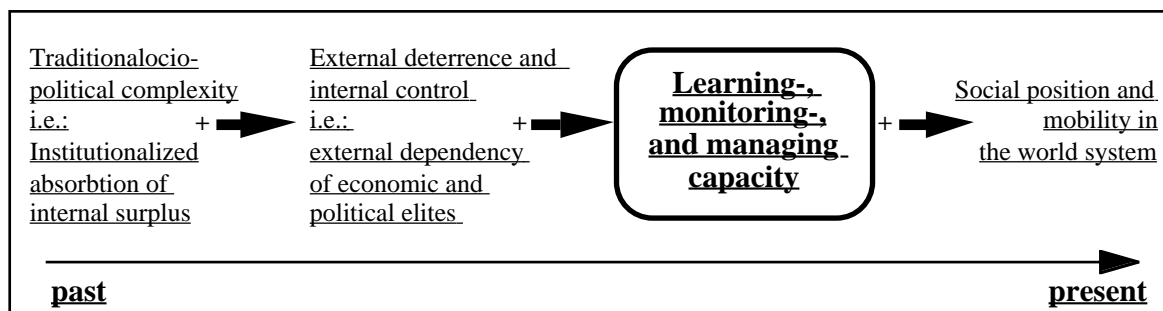 Traditionalocio-
political complexity
i.e.:
Institutionalized
absorbtion of
internal surplus
+
External deterrence and
internal control
i.e.:
external dependency
of economic and
political elites
+
Learning-,
monitoring-,
and managing
capacity
+
Social position and
mobility in
the world system
past
present